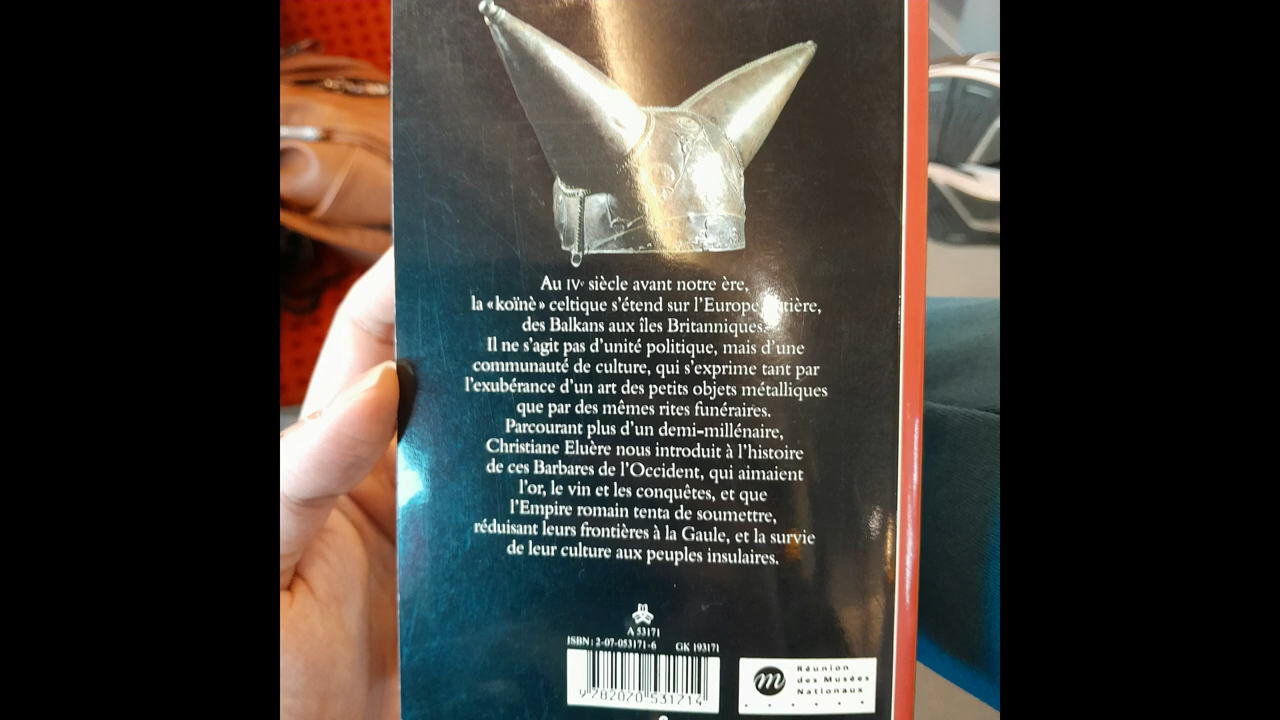 Au IVe siècle avant notre ère,
la «koïnè» celtique s'étend sur l'Europe
des Balkans aux îles Britanniques.
Il ne s'agit pas d'unité politique, mais d'une
communauté de culture, qui s'exprime tant par
l'exubérance d'un art des petits objets métalliques
que par des mêmes rites funéraires.
Parcourant plus d'un demi-millénaire,
Christiane Eluère nous introduit à l'histoire
de ces Barbares de l'Occident, qui aimaient
l'or, le vin et les conquêtes, et que
l'Empire romain tenta de soumettre,
réduisant leurs frontières à la Gaule, et la survie
de leur culture aux peuples insulaires.
A 53171
ISBN : 2-07-053171-6 GK 193171
9 782070 531714
m
Réunion
des Musées
Nationaux